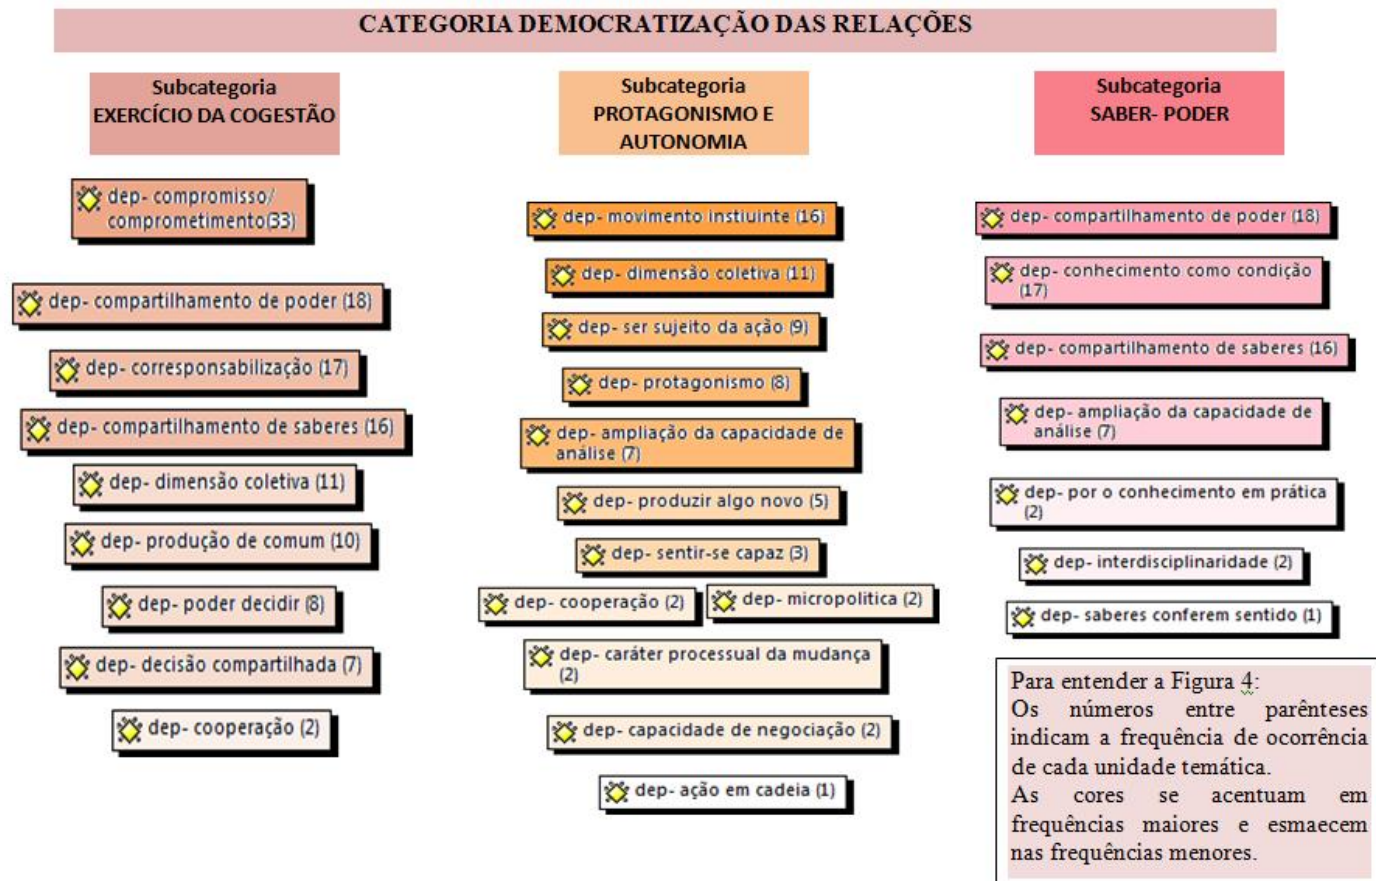 CATEGORIA DEMOCRATIZAÇÃO DAS RELAÇÕES
Subcategoria
EXERCÍCIO DA COGESTÃO
dep- compromisso/
comprometimento(33)
dep- compartilhamento de poder (18)
dep- corresponsabilização (17)
dep- compartilhamento de saberes (16)
dep- dimensão coletiva (11)
dep- produção de comum (10)
dep- poder decidir (8)
dep- decisão compartilhada (7)
dep- cooperação (2)
Subcategoria
PROTAGONISMO E
AUTONOMIA
dep- movimento instiuinte (16)
dep- dimensão coletiva (11)
dep- ser sujeito da ação (9)
dep- protagonismo (8)
dep- ampliação da capacidade de
análise (7)
dep- produzir algo novo (5)
dep- sentir-se capaz (3)
dep- cooperação (2)
dep- micropolitica (2)
dep- caráter processual da mudança
(2)
dep- capacidade de negociação (2)
dep- ação em cadeia (1)
Subcategoria
SABER- PODER
dep- compartilhamento de poder (18)
dep- conhecimento como condição
(17)
dep- compartilhamento de saberes (16)
dep- ampliação da capacidade de
análise (7)
dep- por o conhecimento em prática
(2)
dep- interdisciplinaridade (2)
dep- saberes conferem sentido (1)
Para entender a Figura 4:
Os números entre parênteses
indicam a frequência de ocorrência
de cada unidade temática.
As cores se acentuam em
frequências maiores e esmaecem
nas frequências menores.